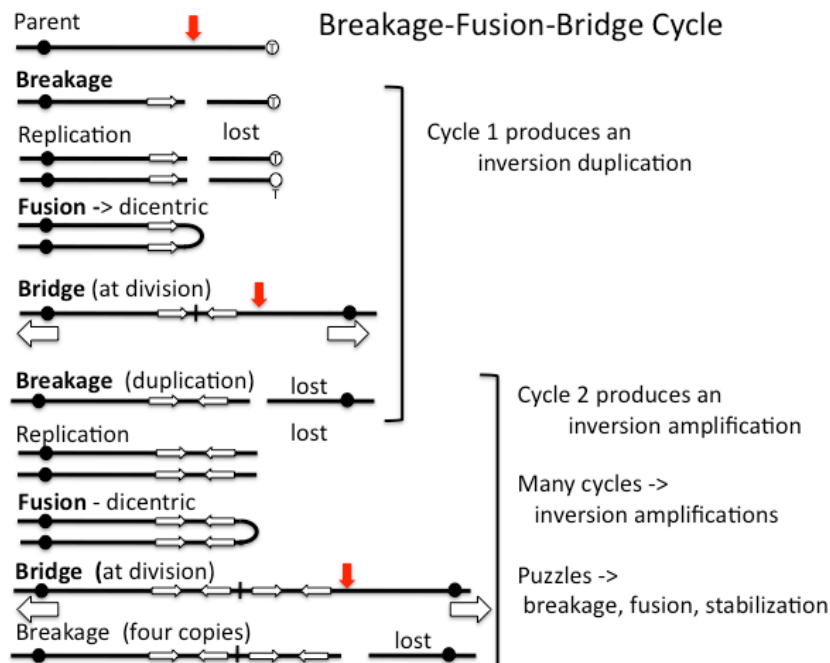 Breakage-Fusion-Bridge Cycle
Parent
T
Breakage
T
Replication
lost
T
T
Fusion -> dicentric
Bridge (at division)
Cycle 1 produces an
inversion duplication
Breakage (duplication)
lost
Replication
lost
Fusion - dicentric
Bridge (at division)
Breakage (four copies)
lost
Cycle 2 produces an
inversion amplification
Many cycles ->
inversion amplifications
Puzzles ->
breakage, fusion, stabilization